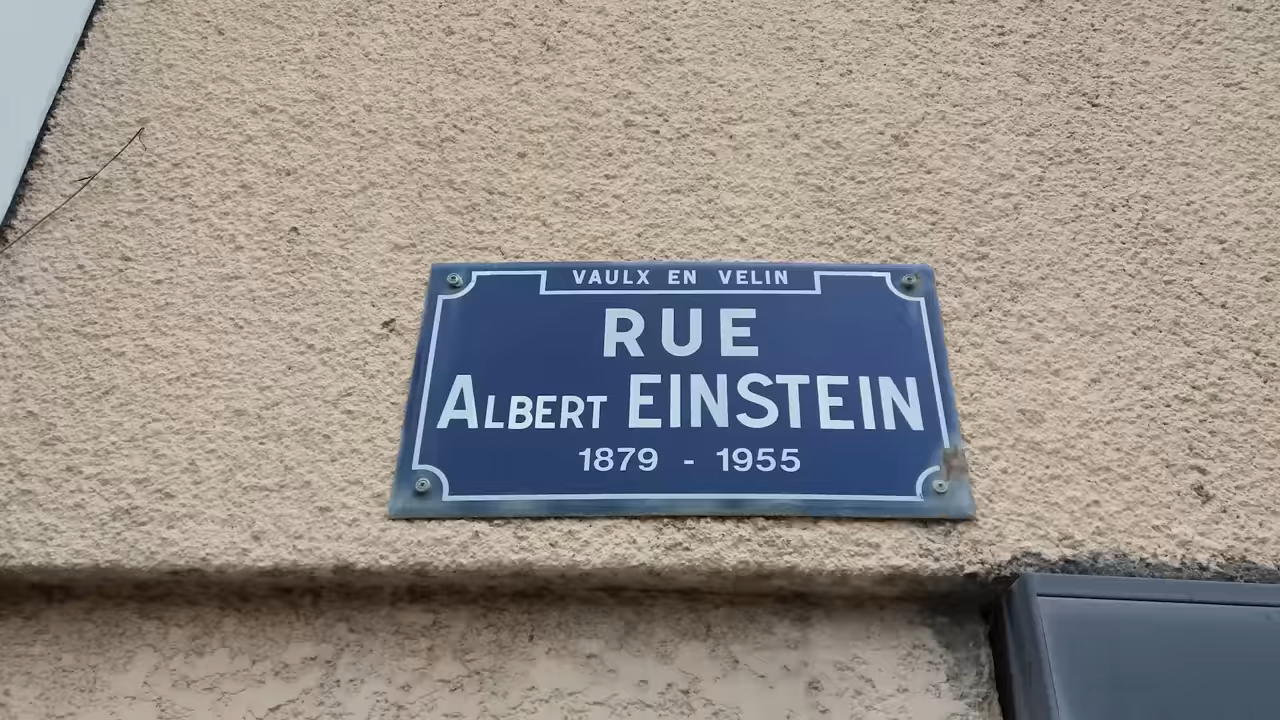 VAULX EN VELIN
RUE
ALBERT EINSTEIN
1879 - 1955